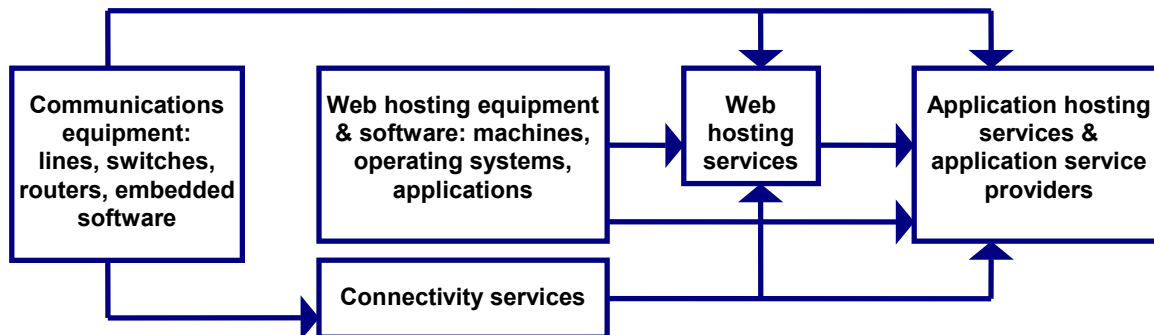 Communications
equipment:
lines, switches,
routers, embedded
software
Web hosting equipment
& software: machines,
operating systems,
applications
Web
hosting
services
Application hosting
services &
application service
providers
Connectivity services